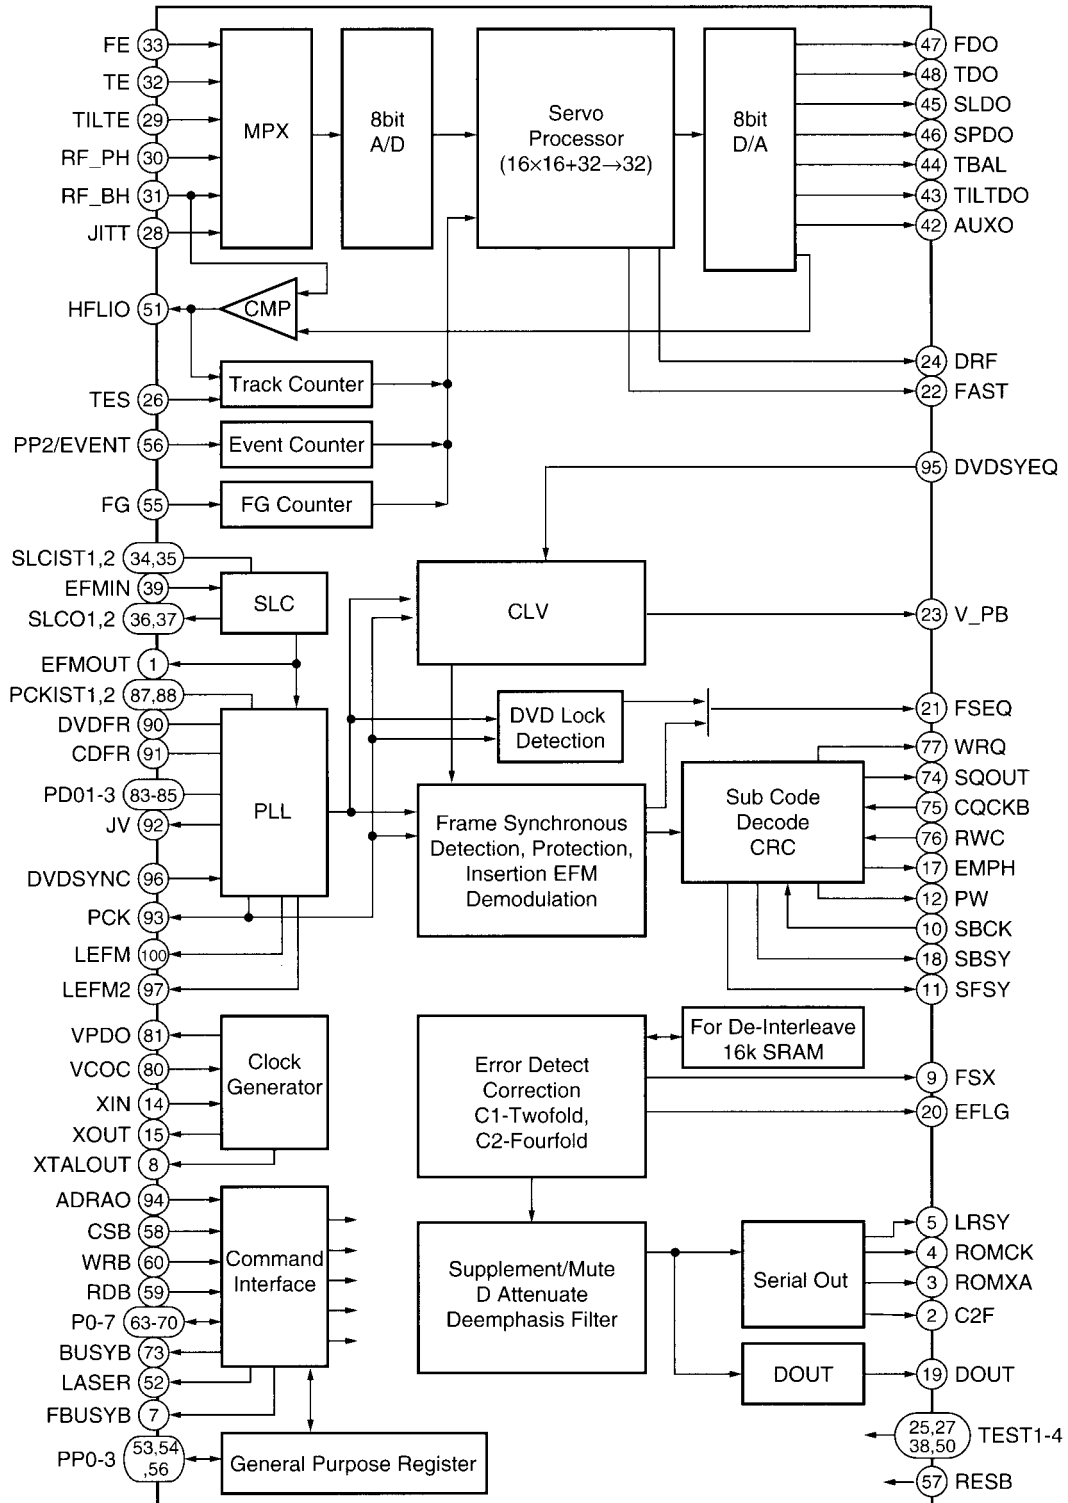 FE 33
TE 32
TILTE 29
RF_PH 30
RF_BH 31
JITT 28
MPX
8bit
A/D
Servo
Processor
(16×16+32→32)
8bit
D/A
47 FDO
48 TDO
45 SLDO
46 SPDO
44 TBAL
43 TILTDO
42 AUXO
HFLIO 51
CMP
24 DRF
22 FAST
TES 26
Track Counter
PP2/EVENT 56
Event Counter
FG 55
FG Counter
95 DVDSYEQ
SLCIST1,2 34,35
EFMIN 39
SLCO1,2 36,37
SLC
CLV
23 V_PB
EFMOUT 1
PCKIST1,2 87,88
DVDFR 90
CDFR 91
PD01-3 83-85
JV 92
DVDSYNC 96
PCK 93
LEFM 100
LEFM2 97
PLL
DVD Lock
Detection
21 FSEQ
Frame Synchronous
Detection, Protection,
Insertion EFM
Demodulation
Sub Code
Decode
CRC
77 WRQ
74 SQOUT
75 CQCKB
76 RWC
17 EMPH
12 PW
10 SBCK
18 SBSY
11 SFSY
VPDO 81
VCOC 80
XIN 14
XOUT 15
XTALOUT 8
Clock
Generator
Error Detect
Correction
C1-Twofold,
C2-Fourfold
For De-Interleave
16k SRAM
9 FSX
20 EFLG
ADRAO 94
CSB 58
WRB 60
RDB 59
P0-7 63-70
BUSYB 73
LASER 52
FBUSYB 7
Command
Interface
Supplement/Mute
D Attenuate
Deemphasis Filter
Serial Out
5 LRSY
4 ROMCK
3 ROMXA
2 C2F
DOUT
19 DOUT
PP0-3 53,54
,56
General Purpose Register
25,27
38,50 TEST1-4
57 RESB